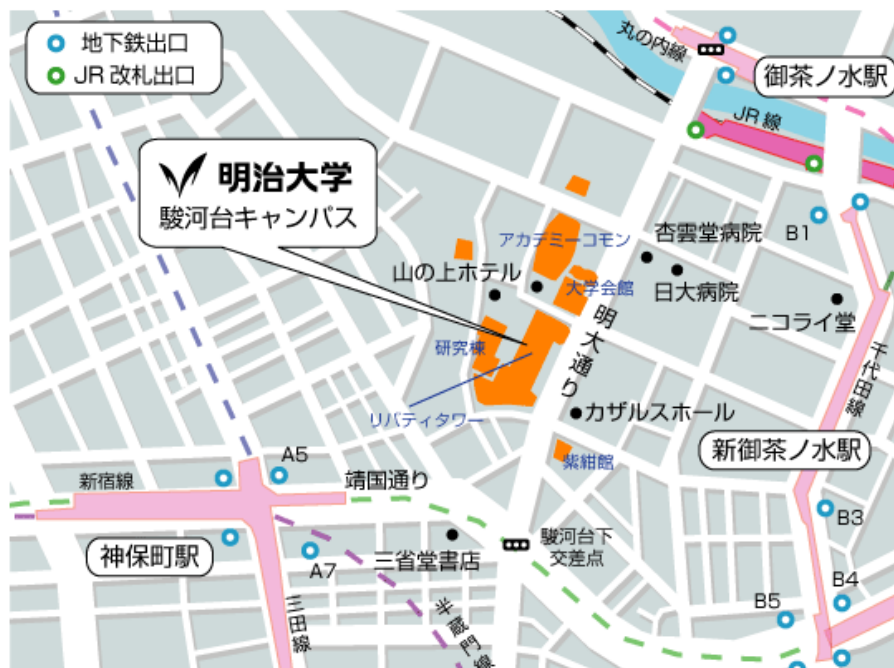 地下鉄出口
JR改札出口
丸の内線
御茶ノ水駅
JR線
明治大学
駿河台キャンパス
アカデミーコモン
杏雲堂病院
B1
山の上ホテル
大学会館
日大病院
ニコライ堂
研究棟
明大通り
千代田線
リバティタワー
カザルスホール
紫紺館
新御茶ノ水駅
A5
新宿線
靖国通り
B3
神保町駅
A7
三省堂書店
駿河台下
交差点
三田線
半蔵門線
B5
B4